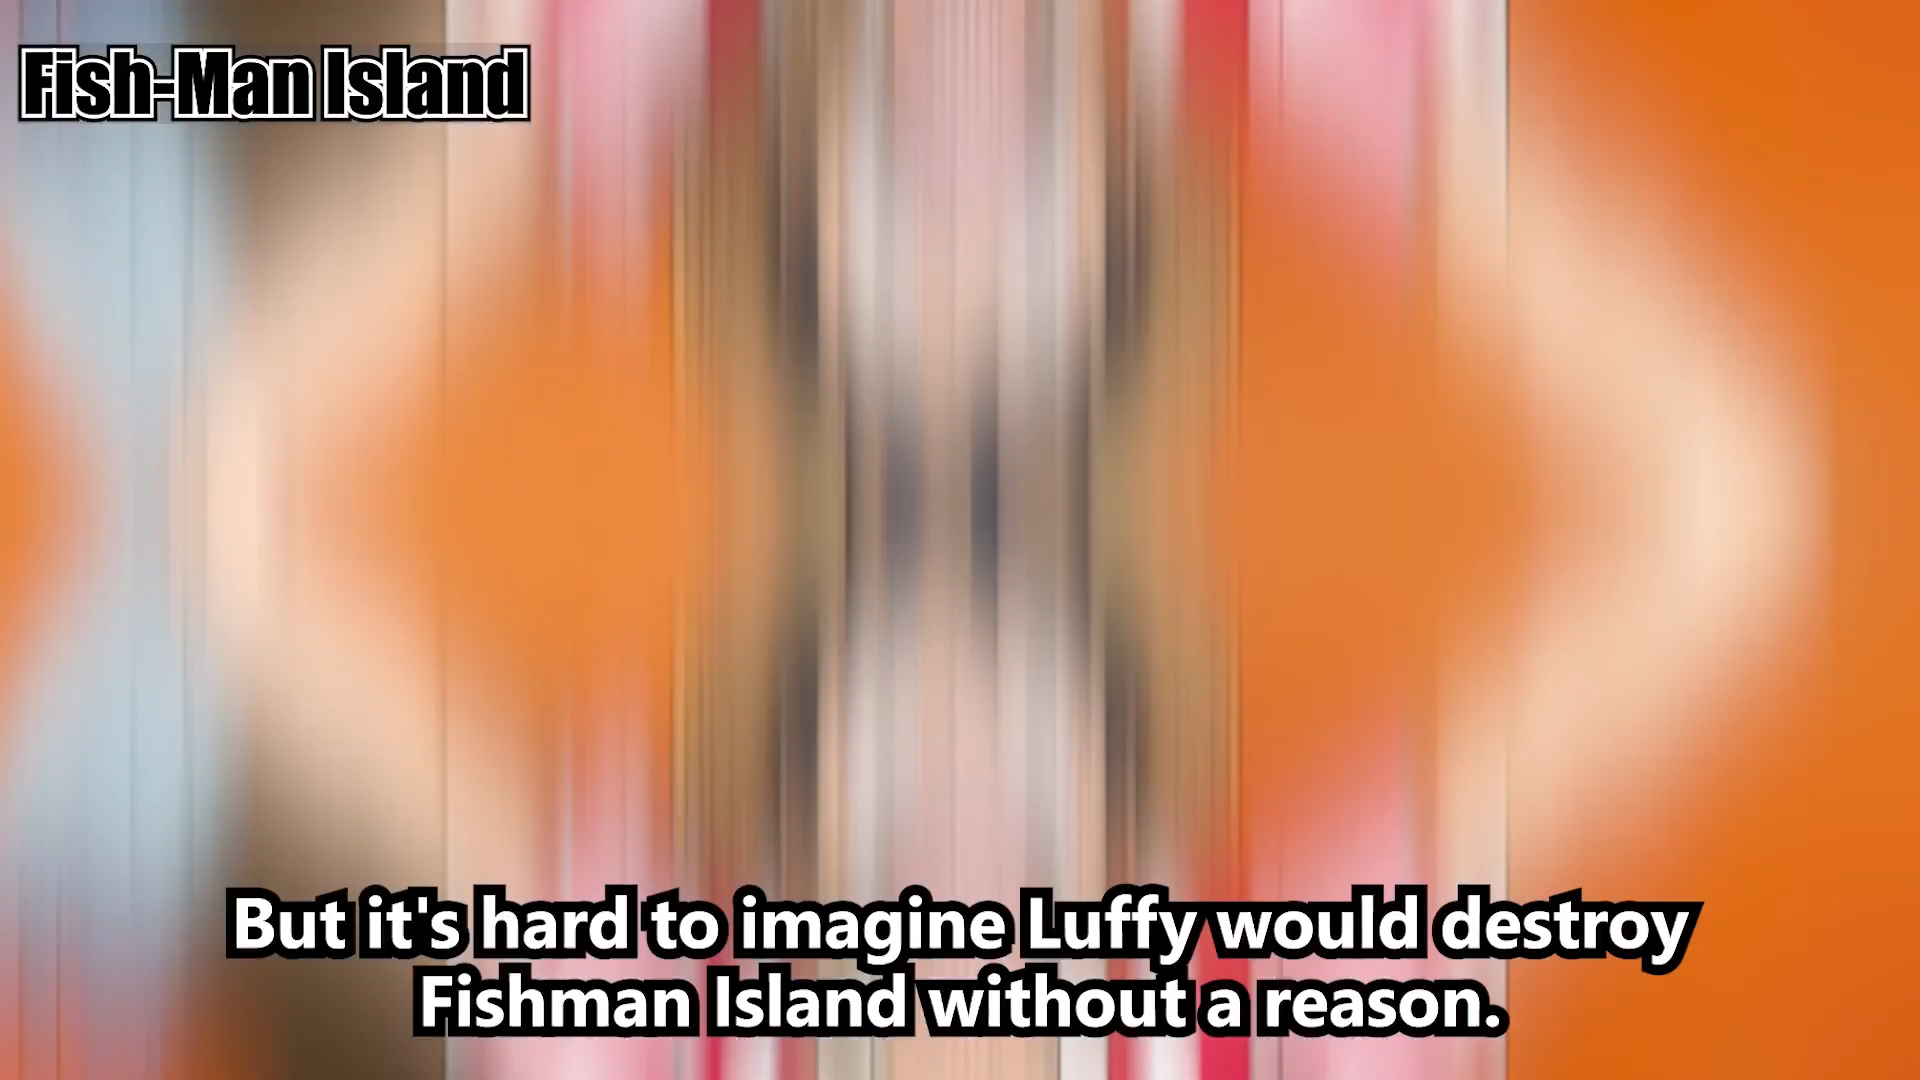 Fish-Man Island
But it's hard to imagine Luffy would destroy
Fishman Island without a reason.